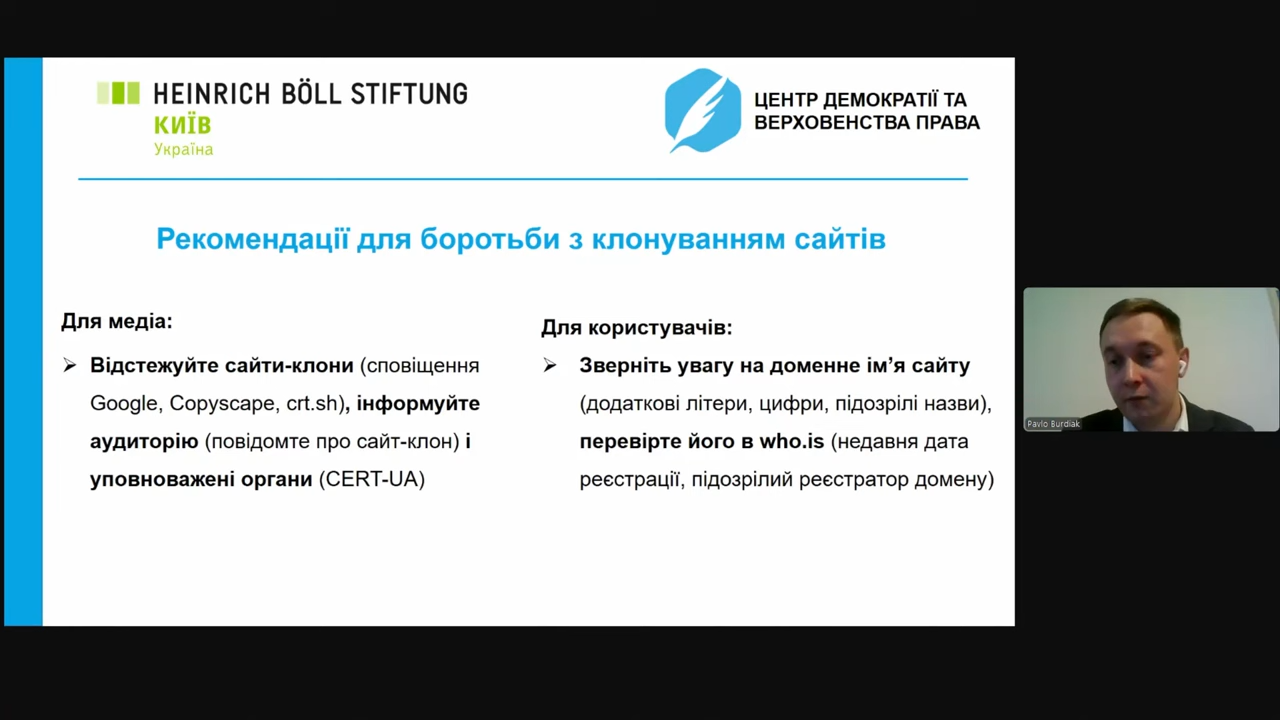 HEINRICH BÖLL STIFTUNG
КИЇВ
Україна
ЦЕНТР ДЕМОКРАТІЇ ТА
ВЕРХОВЕНСТВА ПРАВА
Рекомендації для боротьби з клонуванням сайтів
Для медіа:
➢ Відстежуйте сайти-клони (сповіщення
Google, Copyscape, crt.sh), інформуйте
аудиторію (повідомте про сайт-клон) і
уповноважені органи (CERT-UA)
Для користувачів:
➢ Зверніть увагу на доменне ім’я сайту
(додаткові літери, цифри, підозрілі назви),
перевірте його в who.is (недавня дата
реєстрації, підозрілий реєстратор домену)
Pavlo Burdiak